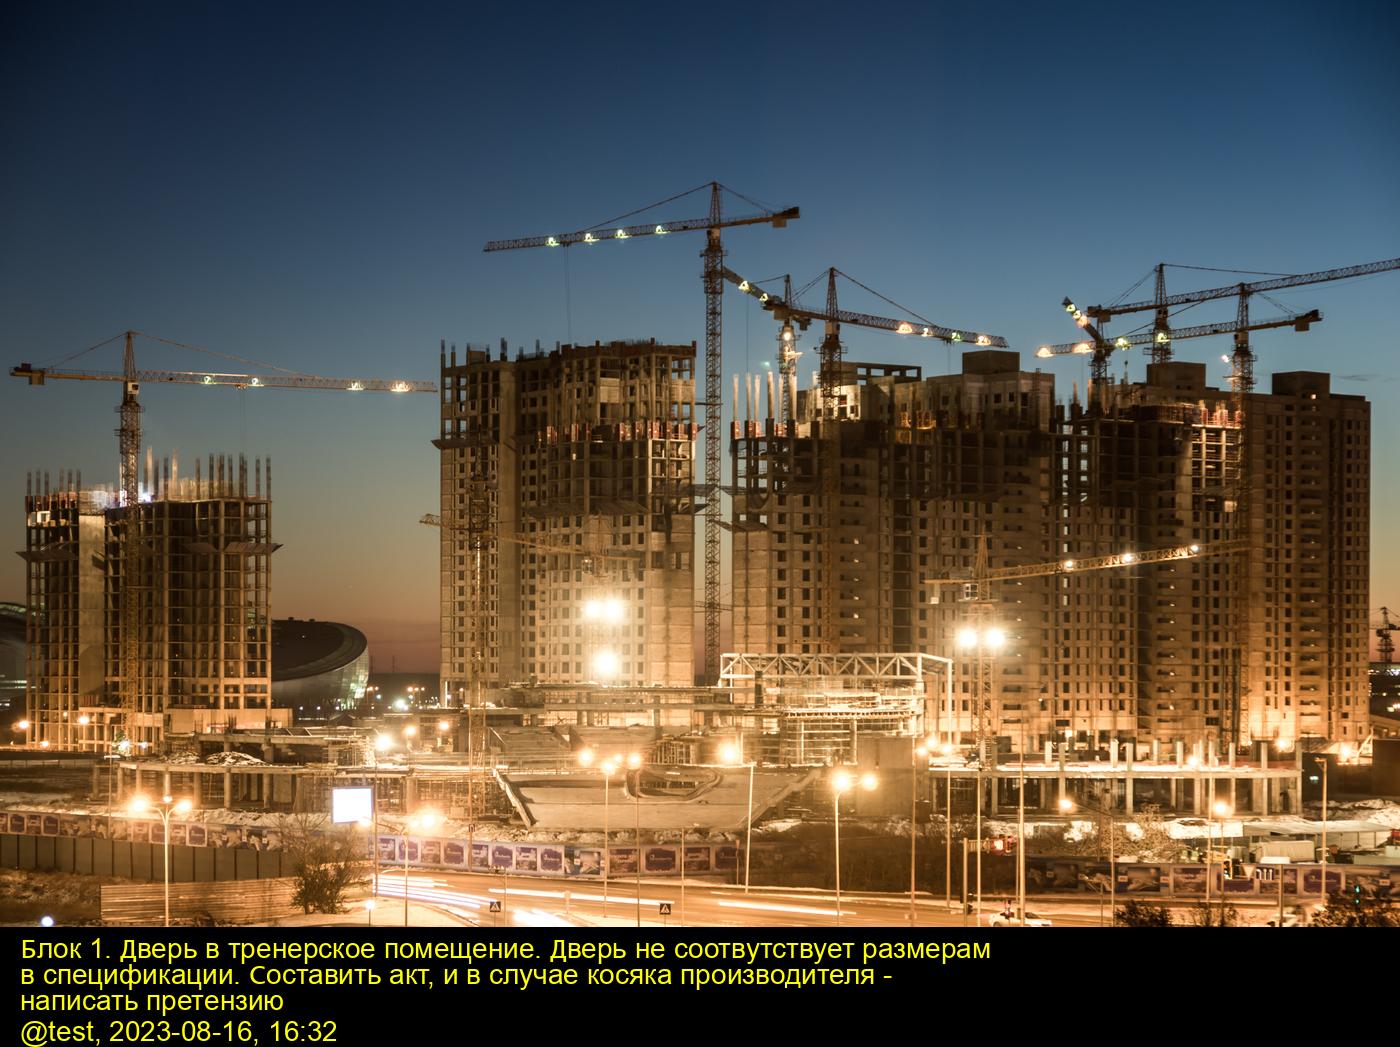 Блок 1. Дверь в тренерское помещение. Дверь не соотвутствует размерам
в спецификации. Составить акт, и в случае косяка производителя -
написать претензию
@test, 2023-08-16, 16:32